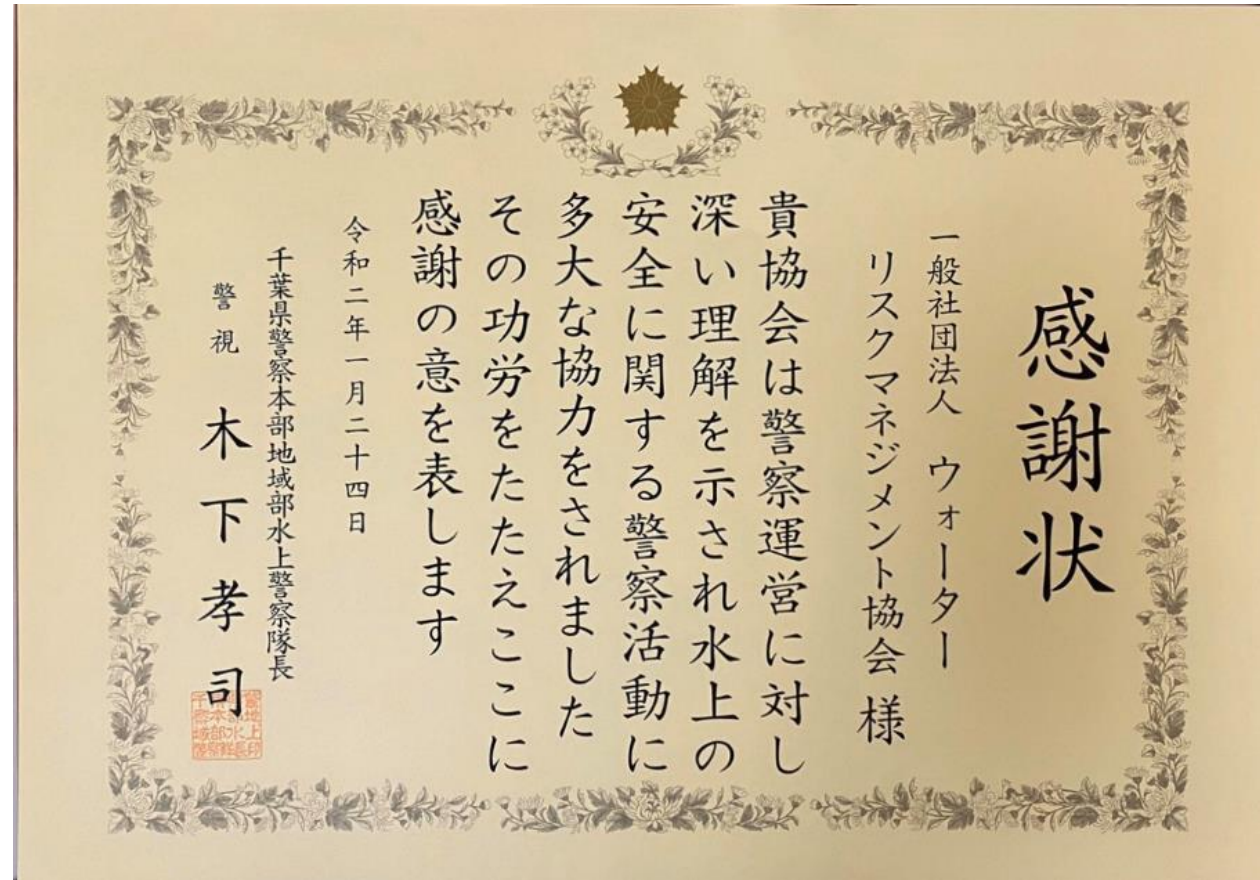 感謝状
一般社団法人 ウォーター
リスクマネジメント協会 様
貴協会は警察運営に対し
深い理解を示され水上の
安全に関する警察活動に
多大な協力をされました
その功労をたたえここに
感謝の意を表します
令和二年一月二十四日
千葉県警察本部地域部水上警察隊長
警視 木下孝司